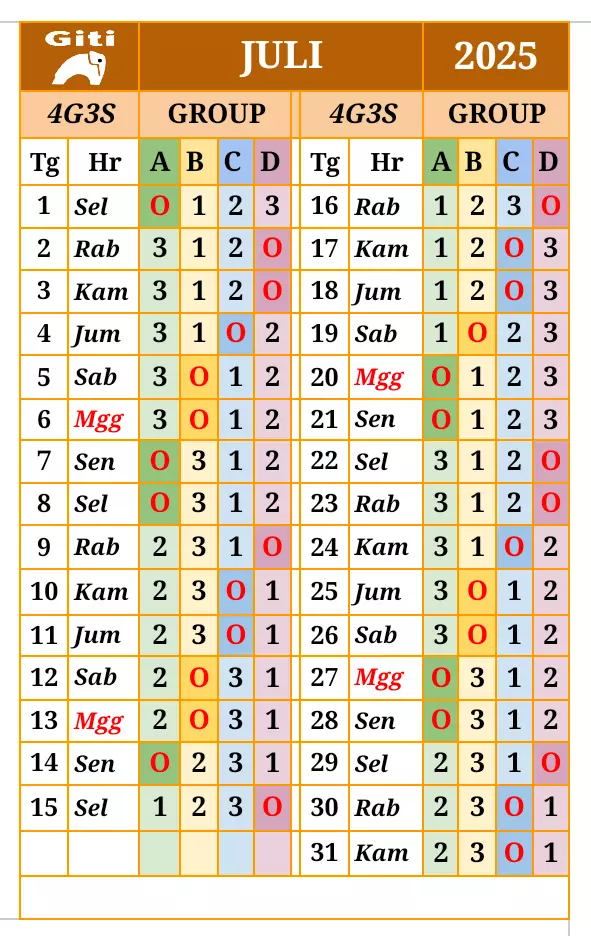 Giti JULI 2025
4G3S GROUP 4G3S GROUP
Tg Hr A B C D Tg Hr A B C D
1 Sel O 1 2 3 16 Rab 1 2 3 O
2 Rab 3 1 2 O 17 Kam 1 2 O 3
3 Kam 3 1 2 O 18 Jum 1 2 O 3
4 Jum 3 1 O 2 19 Sab 1 O 2 3
5 Sab 3 O 1 2 20 Mgg O 1 2 3
6 Mgg 3 O 1 2 21 Sen O 1 2 3
7 Sen O 3 1 2 22 Sel 3 1 2 O
8 Sel O 3 1 2 23 Rab 3 1 2 O
9 Rab 2 3 1 O 24 Kam 3 1 O 2
10 Kam 2 3 O 1 25 Jum 3 O 1 2
11 Jum 2 3 O 1 26 Sab 3 O 1 2
12 Sab 2 O 3 1 27 Mgg O 3 1 2
13 Mgg 2 O 3 1 28 Sen O 3 1 2
14 Sen O 2 3 1 29 Sel 2 3 1 O
15 Sel 1 2 3 O 30 Rab 2 3 O 1
31 Kam 2 3 O 1